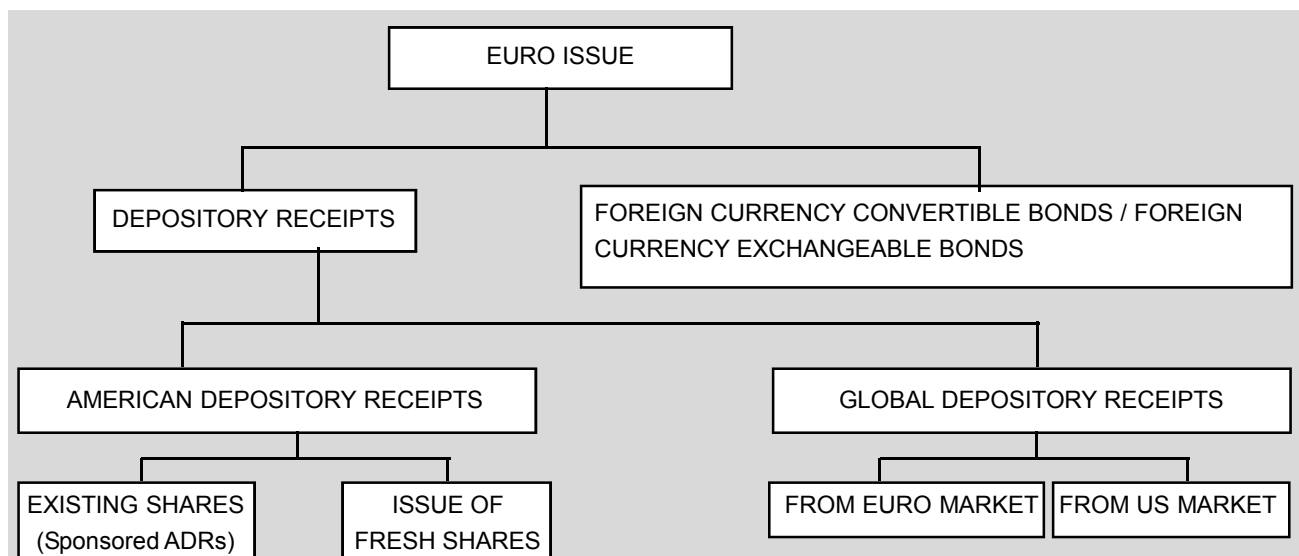 EURO ISSUE
DEPOSITORY RECEIPTS
FOREIGN CURRENCY CONVERTIBLE BONDS / FOREIGN
CURRENCY EXCHANGEABLE BONDS
AMERICAN DEPOSITORY RECEIPTS
GLOBAL DEPOSITORY RECEIPTS
EXISTING SHARES
(Sponsored ADRs)
ISSUE OF
FRESH SHARES
FROM EURO MARKET
FROM US MARKET